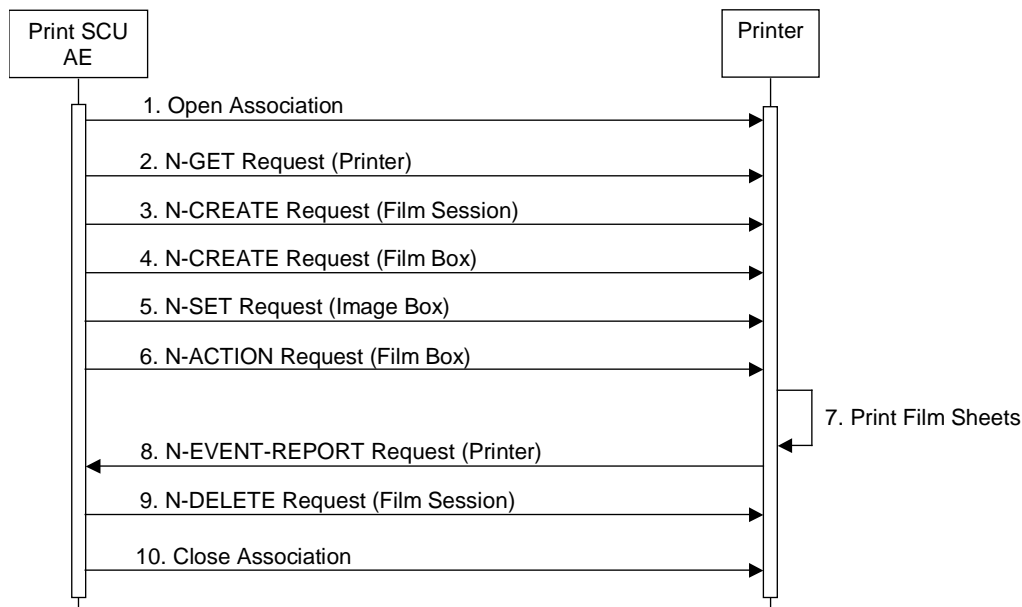 Print SCU
AE
Printer
1. Open Association
2. N-GET Request (Printer)
3. N-CREATE Request (Film Session)
4. N-CREATE Request (Film Box)
5. N-SET Request (Image Box)
6. N-ACTION Request (Film Box)
7. Print Film Sheets
8. N-EVENT-REPORT Request (Printer)
9. N-DELETE Request (Film Session)
10. Close Association